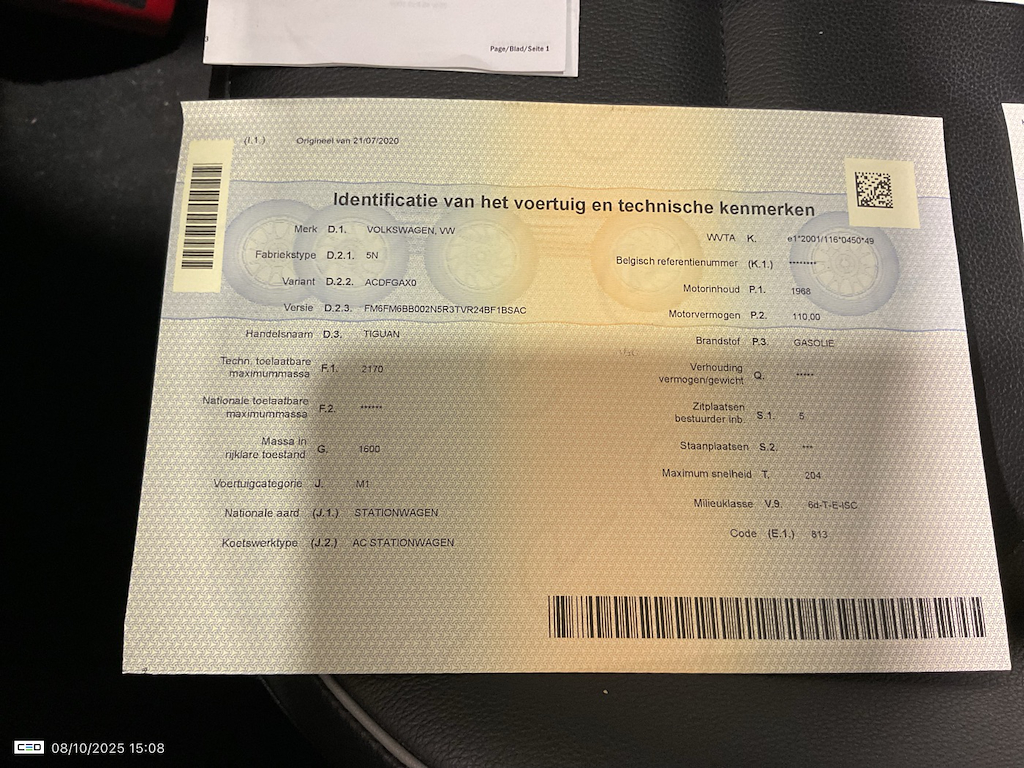 Page/Blad/Seite 1
(I.1.) Origineel van 21/07/2020
Identificatie van het voertuig en technische kenmerken
Merk D.1. VOLKSWAGEN, VW
Fabriekstype D.2.1. 5N
Variant D.2.2. ACDFGAX0
Versie D.2.3. FM6FM6BB002N5R3TVR24BF1BSAC
Handelsnaam D.3. TIGUAN
Techn. toelaatbare
maximummassa F.1. 2170
Nationale toelaatbare
maximummassa F.2. ******
Massa in
rijklare toestand G. 1600
Voertuigcategorie J. M1
Nationale aard (J.1.) STATIONWAGEN
Koetswerktype (J.2.) AC STATIONWAGEN
WVTA K. e1*2001/116*0450*49
Belgisch referentienummer (K.1.) ********
Motorinhoud P.1. 1968
Motorvermogen P.2. 110,00
Brandstof P.3. GASOLIE
Verhouding
vermogen/gewicht Q. *****
Zitplaatsen
bestuurder inb. S.1. 5
Staanplaatsen S.2. ***
Maximum snelheid T. 204
Milieuklasse V.9. 6d-T-E-ISC
Code (E.1.) 813
CED 08/10/2025 15:08